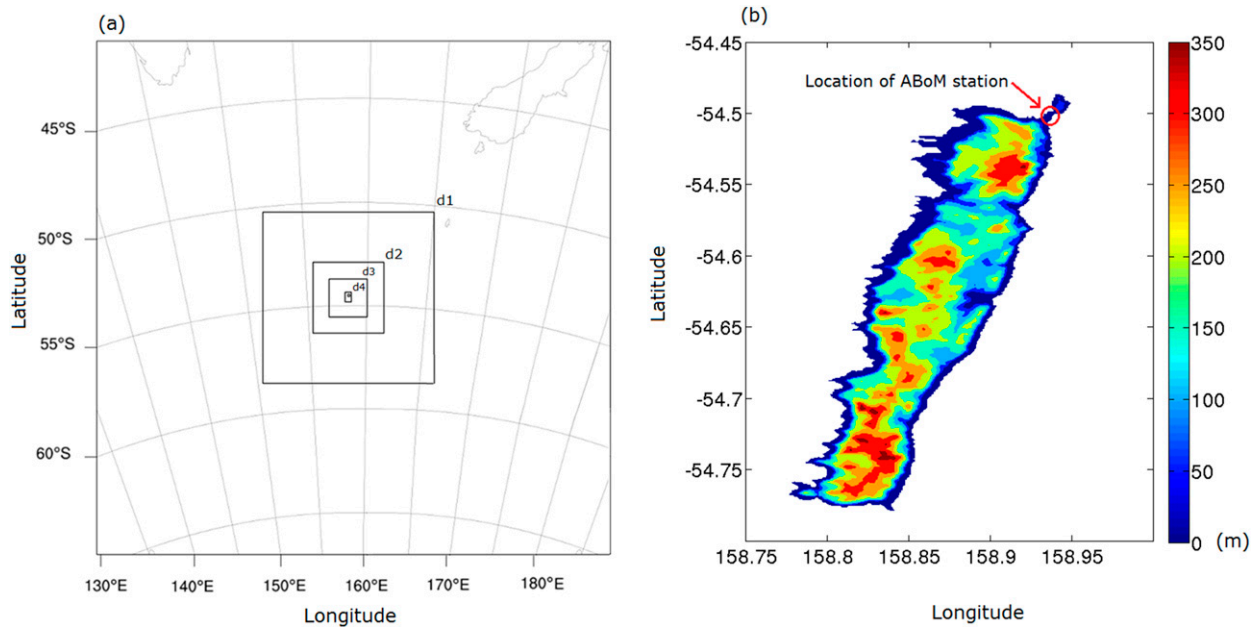 (a)
45°S
50°S
55°S
60°S
Latitude
d1
d2
d3
d4
130°E
140°E
150°E
160°E
170°E
180°E
Longitude
(b)
Location of ABoM station
-54.45
-54.5
-54.55
-54.6
-54.65
-54.7
-54.75
Latitude
158.75
158.8
158.85
158.9
158.95
Longitude
350
300
250
200
150
100
50
0
(m)